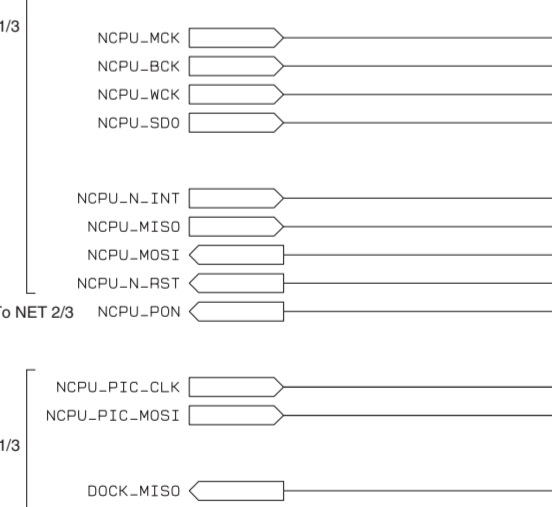 1/3
NCPU_MCK
NCPU_BCK
NCPU_WCK
NCPU_SDO
NCPU_N_INT
NCPU_MISO
NCPU_MOSI
NCPU_N_RST
To NET 2/3 NCPU_PON
NCPU_PIC_CLK
NCPU_PIC_MOSI
1/3
DOCK_MISO